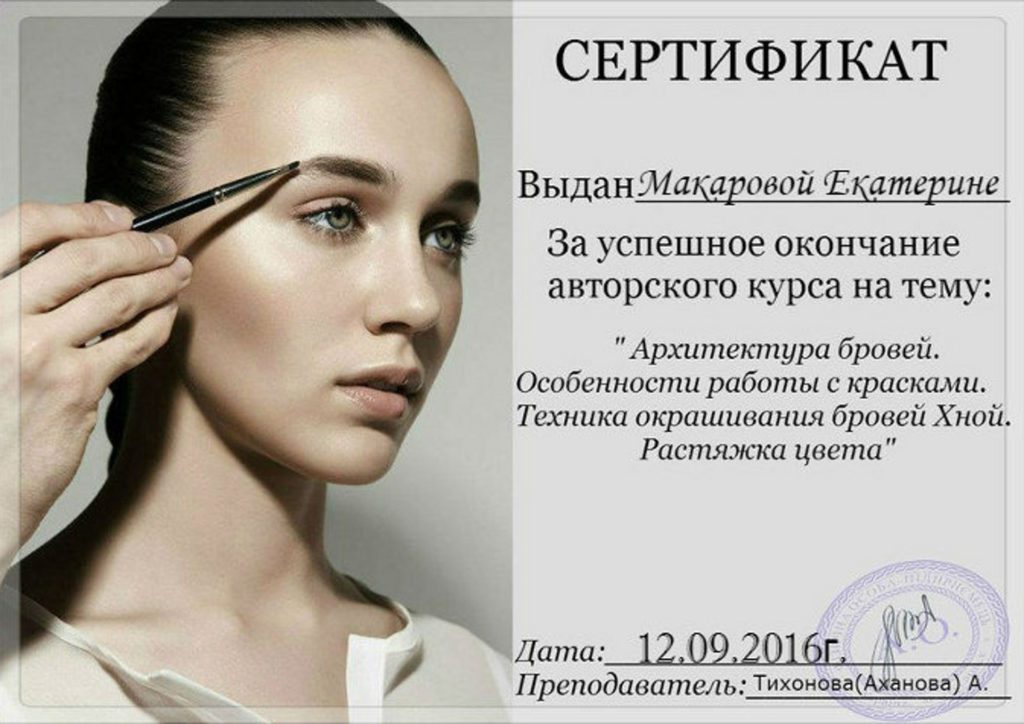 СЕРТИФИКАТ
Выдан Макаровой Екатерине
За успешное окончание
авторского курса на тему:
" Архитектура бровей.
Особенности работы с красками.
Техника окрашивания бровей Хной.
Растяжка цвета"
Дата: 12.09.2016г.
Преподаватель: Тихонова(Аханова) А.